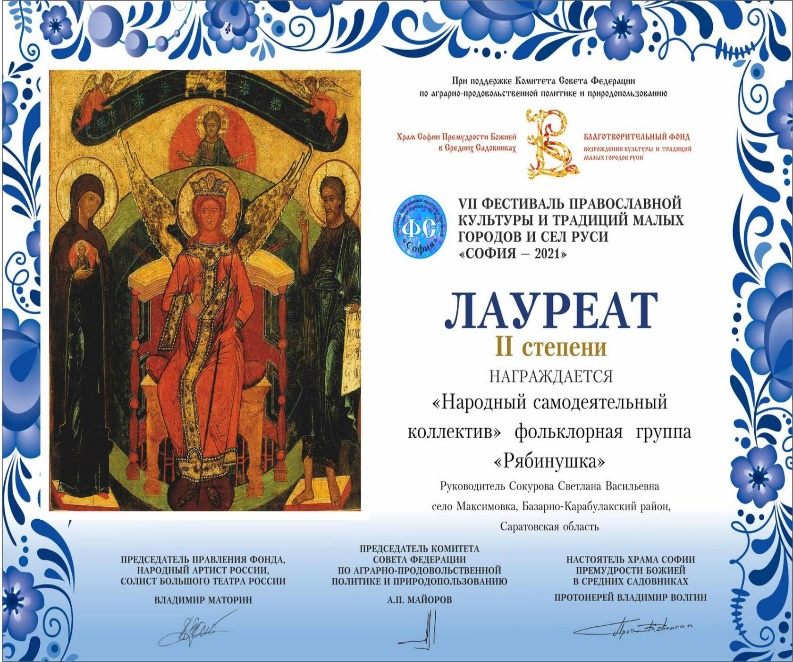 При поддержке Комитета Совета Федерации
по аграрно-продовольственной политике и природопользованию
Храм Софии Премудрости Божией
в Средних Садовниках
БЛАГОТВОРИТЕЛЬНЫЙ ФОНД
ВОЗРОЖДЕНИЯ КУЛЬТУРЫ И ТРАДИЦИЙ
МАЛЫХ ГОРОДОВ РУСИ
ФС
«София»
VII ФЕСТИВАЛЬ ПРАВОСЛАВНОЙ
КУЛЬТУРЫ И ТРАДИЦИЙ МАЛЫХ
ГОРОДОВ И СЕЛ РУСИ
«СОФИЯ – 2021»
ЛАУРЕАТ
II степени
НАГРАЖДАЕТСЯ
«Народный самодеятельный
коллектив» фольклорная группа
«Рябинушка»
Руководитель Сокурова Светлана Васильевна
село Максимовка, Базарно-Карабулакский район,
Саратовская область
ПРЕДСЕДАТЕЛЬ ПРАВЛЕНИЯ ФОНДА,
НАРОДНЫЙ АРТИСТ РОССИИ,
СОЛИСТ БОЛЬШОГО ТЕАТРА РОССИИ
ВЛАДИМИР МАТОРИН
ПРЕДСЕДАТЕЛЬ КОМИТЕТА
СОВЕТА ФЕДЕРАЦИИ
ПО АГРАРНО-ПРОДОВОЛЬСТВЕННОЙ
ПОЛИТИКЕ И ПРИРОДОПОЛЬЗОВАНИЮ
А.П. МАЙОРОВ
НАСТОЯТЕЛЬ ХРАМА СОФИИ
ПРЕМУДРОСТИ БОЖИЕЙ
В СРЕДНИХ САДОВНИКАХ
ПРОТОИЕРЕЙ ВЛАДИМИР ВОЛГИН